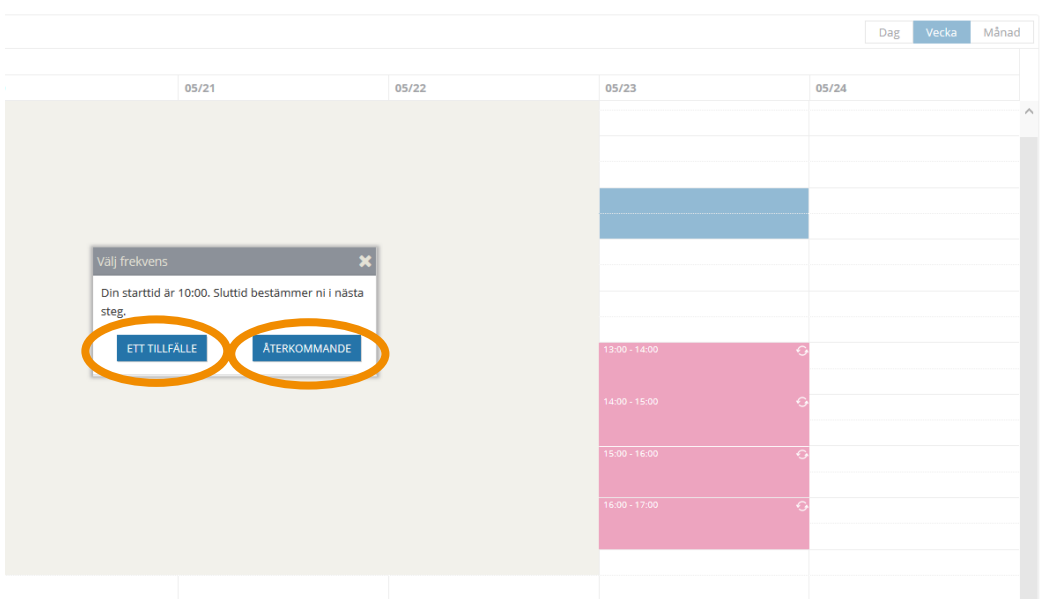 Dag Vecka Månad
05/21 05/22 05/23 05/24
Välj frekvens
Din starttid är 10:00. Sluttid bestämmer ni i nästa
steg.
ETT TILLFÄLLE ÅTERKOMMANDE
13:00 - 14:00
14:00 - 15:00
15:00 - 16:00
16:00 - 17:00